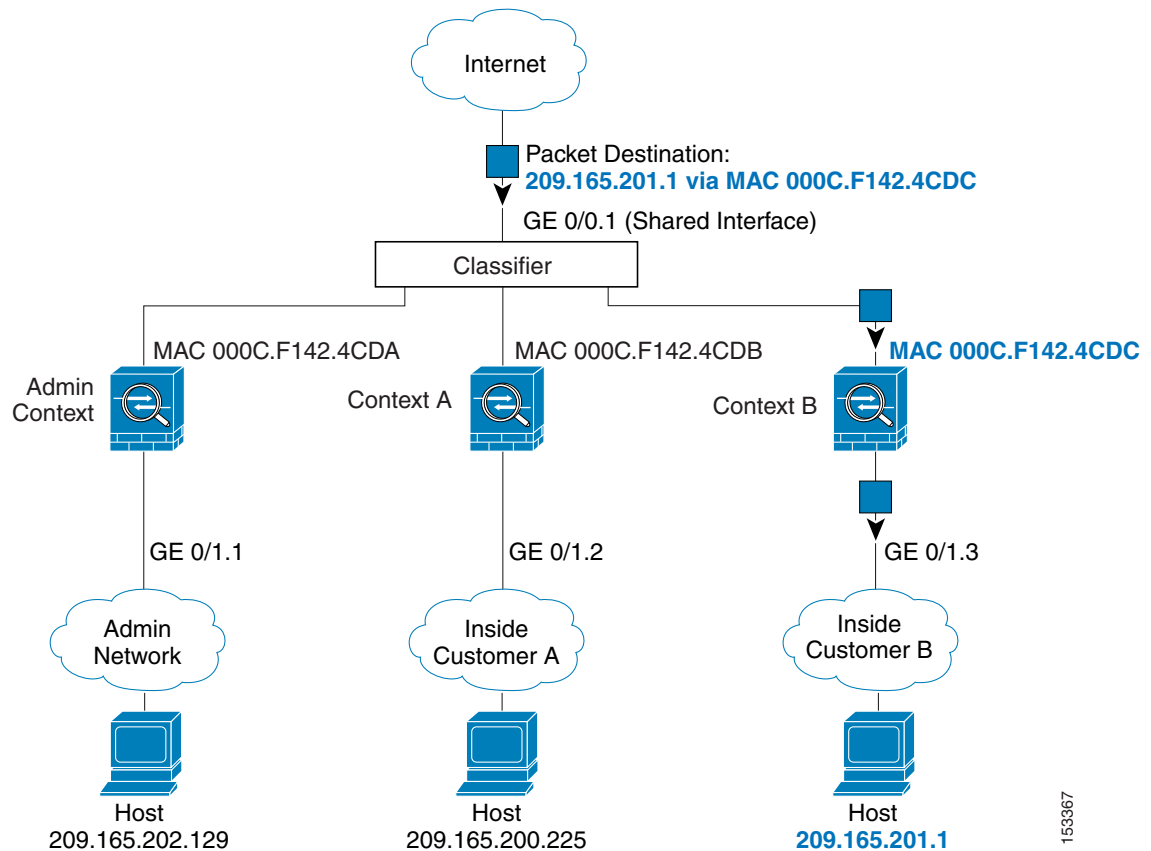 Internet
Packet Destination:
209.165.201.1 via MAC 000C.F142.4CDC
GE 0/0.1 (Shared Interface)
Classifier
MAC 000C.F142.4CDA
MAC 000C.F142.4CDB
MAC 000C.F142.4CDC
Admin
Context
Context A
Context B
GE 0/1.1
GE 0/1.2
GE 0/1.3
Admin
Network
Inside
Customer A
Inside
Customer B
Host
209.165.202.129
Host
209.165.200.225
Host
209.165.201.1
153367